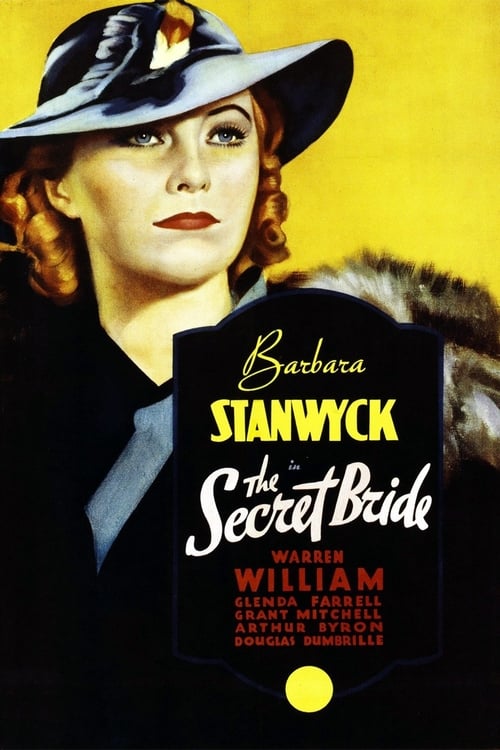 Barbara
STANWYCK
in
The
Secret Bride
WARREN
WILLIAM
GLENDA FARRELL
GRANT MITCHELL
ARTHUR BYRON
DOUGLAS DUMBRILLE